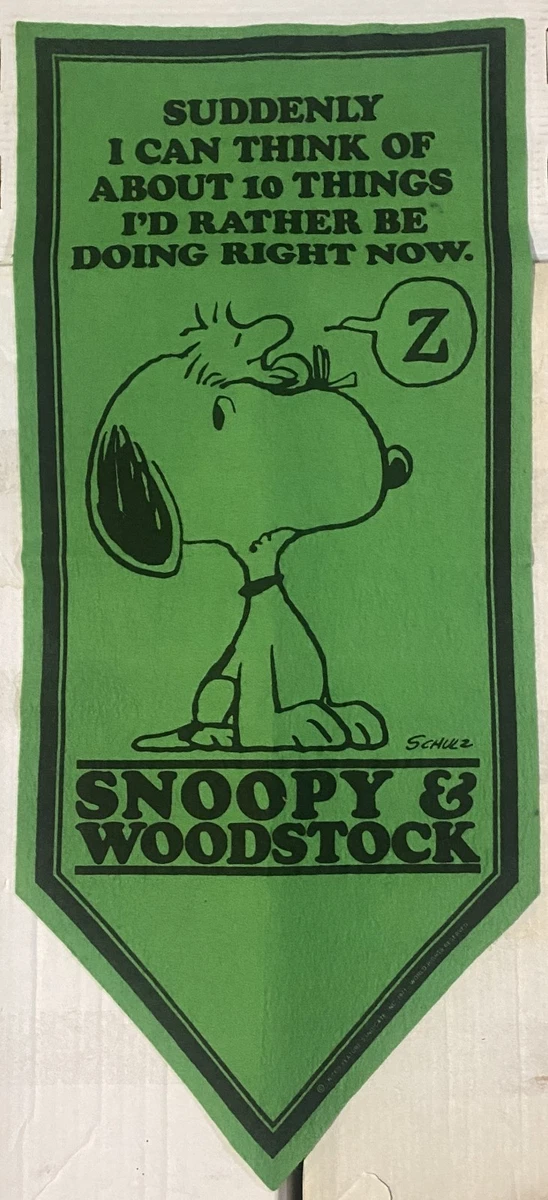 SUDDENLY
I CAN THINK OF
ABOUT 10 THINGS
I'D RATHER BE
DOING RIGHT NOW.
Z
SCHULZ
SNOOPY &
WOODSTOCK